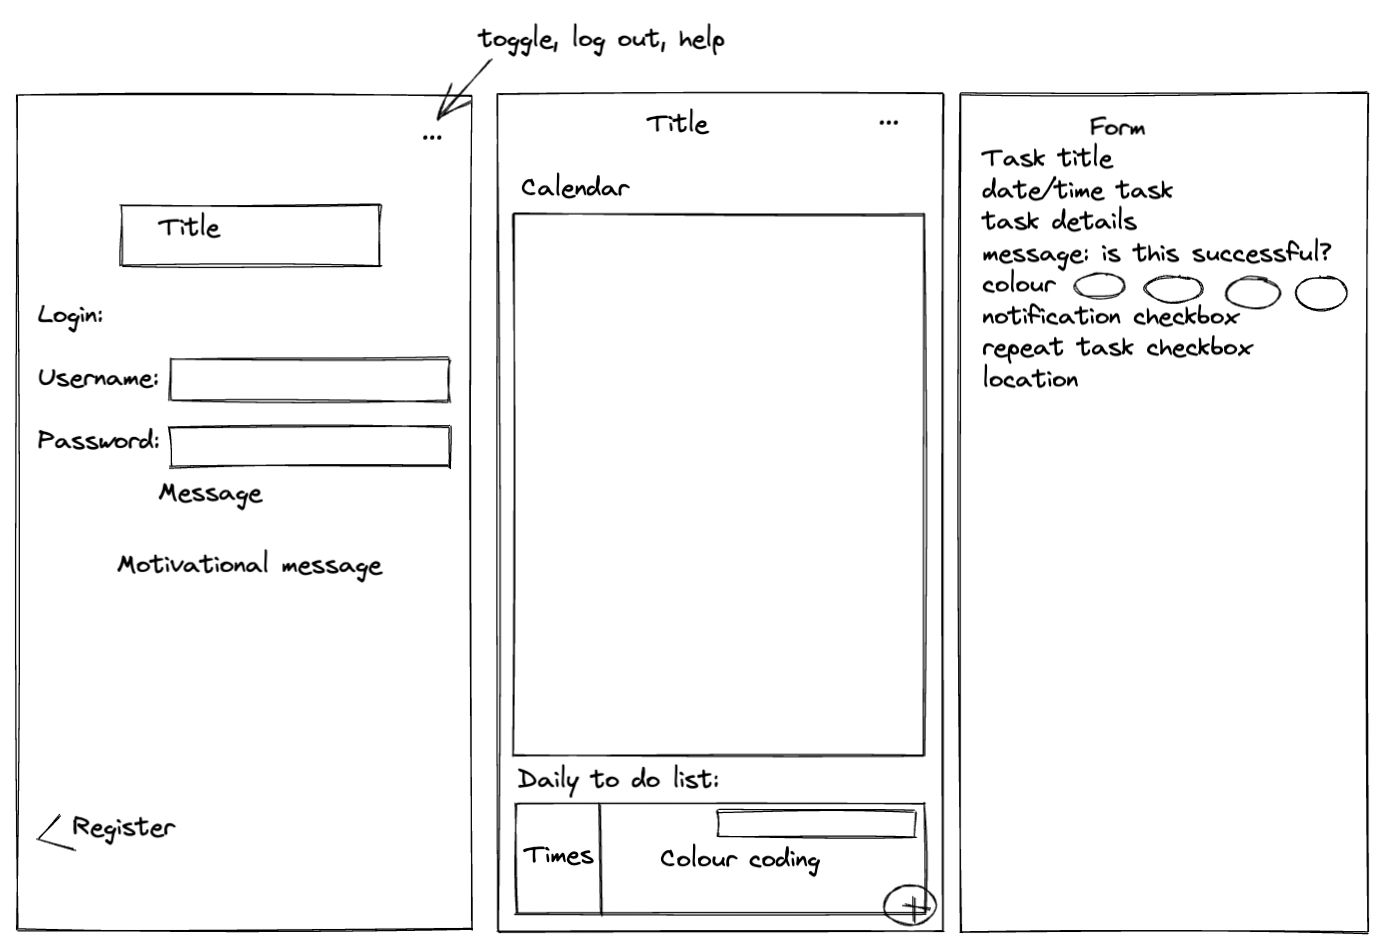 toggle, log out, help
...
Title
Login:
Username:
Password:
Message
Motivational message
Register
Title
...
Calendar
Daily to do list:
Times
Colour coding
+
Form
Task title
date/time task
task details
message: is this successful?
colour
notification checkbox
repeat task checkbox
location